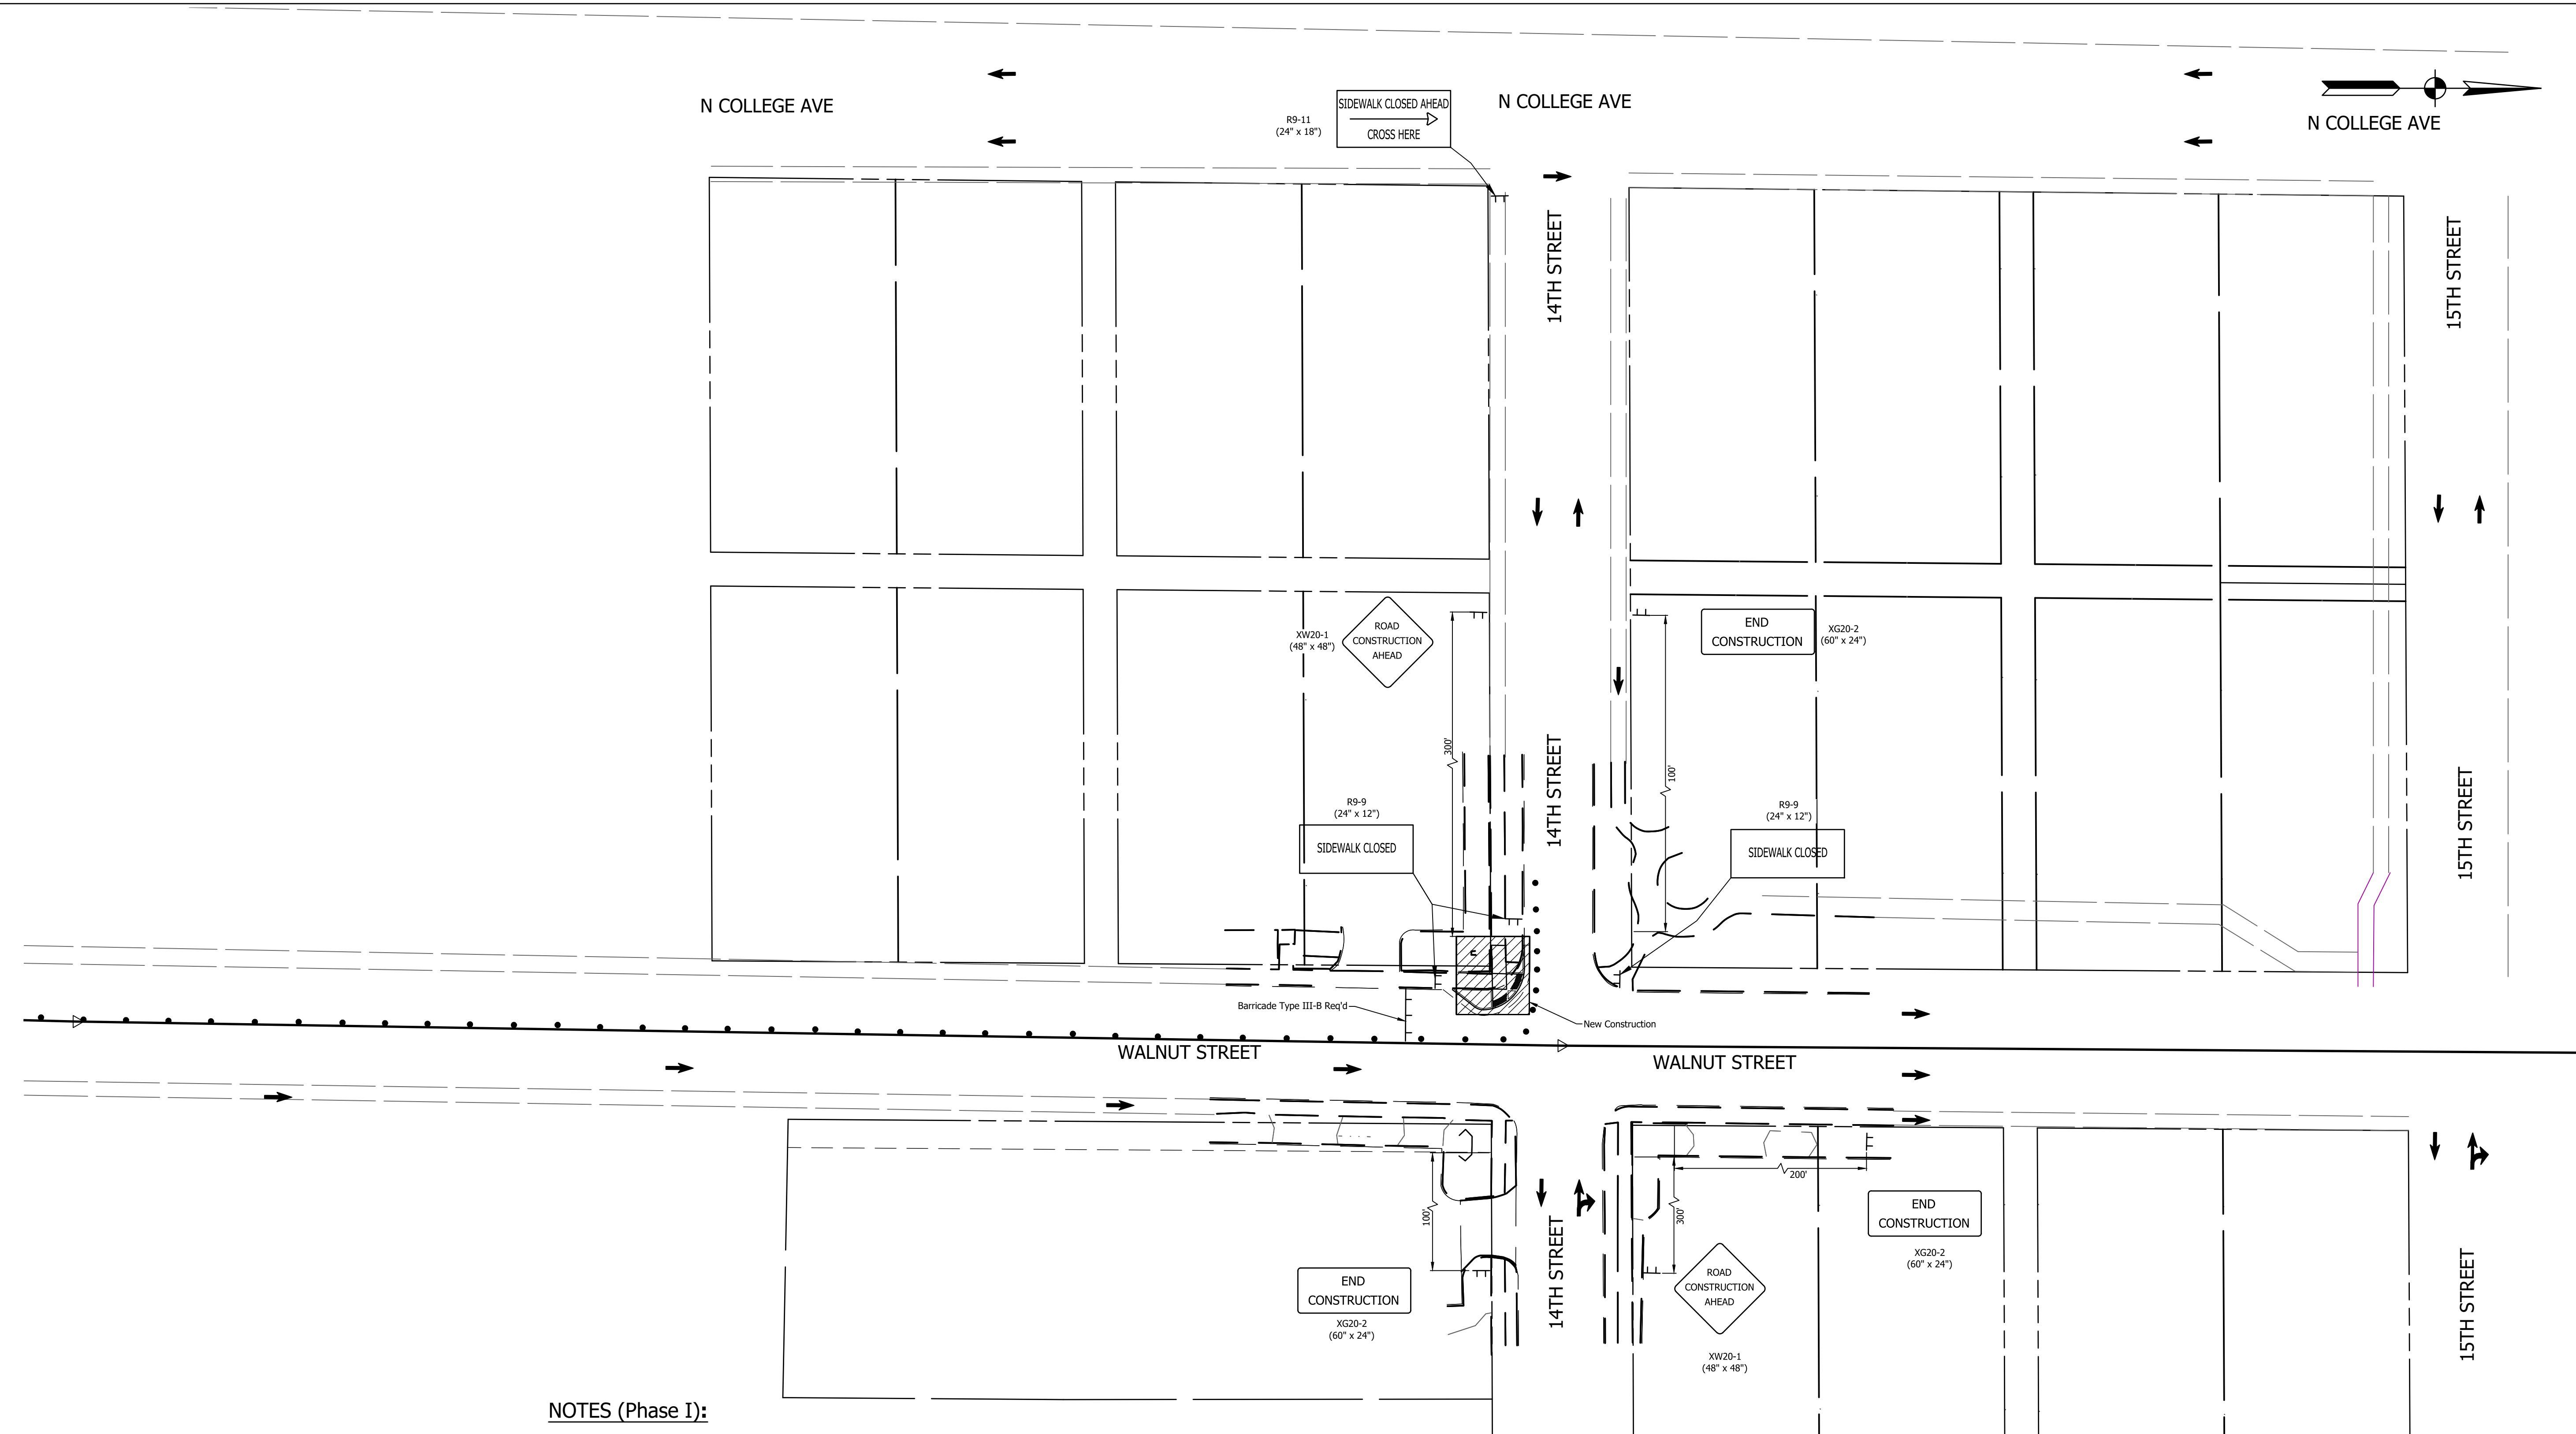 N COLLEGE AVE
R9-11
(24" x 18")
SIDEWALK CLOSED AHEAD
CROSS HERE
N COLLEGE AVE
N COLLEGE AVE
14TH STREET
15TH STREET
XW20-1
(48" x 48")
ROAD
CONSTRUCTION
AHEAD
END
CONSTRUCTION
XG20-2
(60" x 24")
300'
14TH STREET
100'
15TH STREET
R9-9
(24" x 12")
SIDEWALK CLOSED
R9-9
(24" x 12")
SIDEWALK CLOSED
Barricade Type III-B Req'd
New Construction
WALNUT STREET
WALNUT STREET
100'
14TH STREET
300'
200'
END
CONSTRUCTION
XG20-2
(60" x 24")
END
CONSTRUCTION
XG20-2
(60" x 24")
ROAD
CONSTRUCTION
AHEAD
XW20-1
(48" x 48")
15TH STREET
NOTES (Phase I):